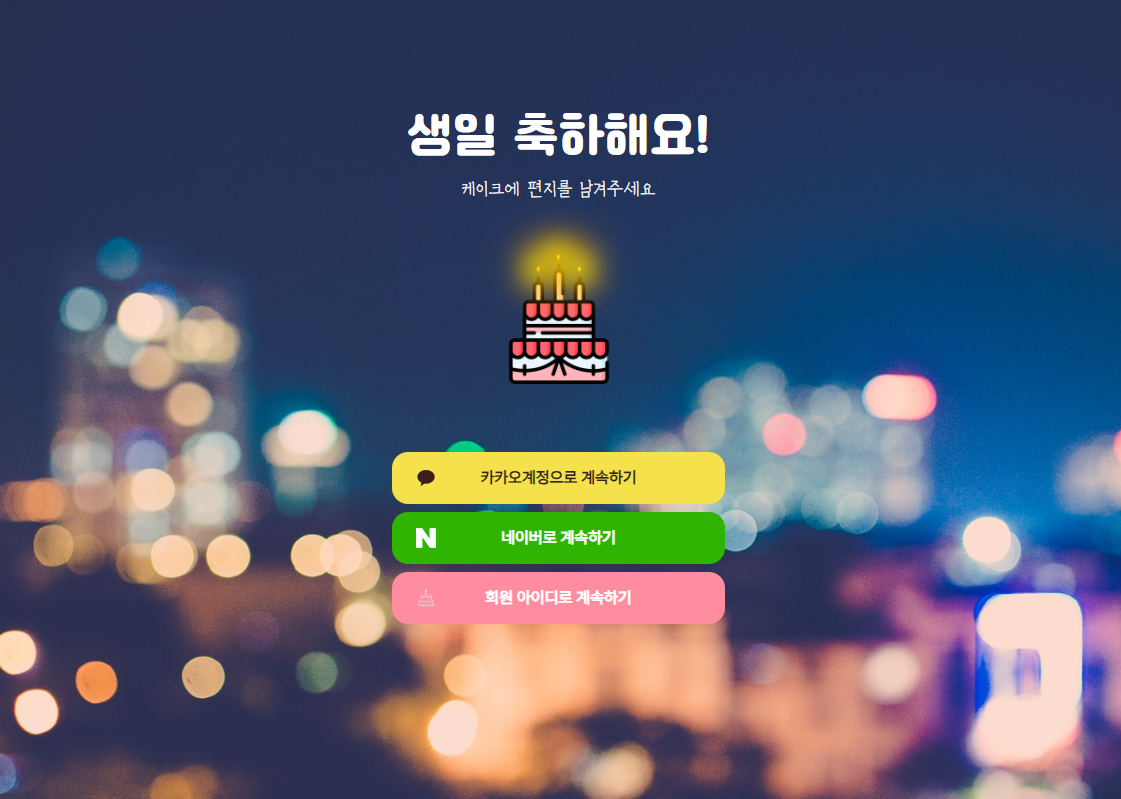 생일 축하해요!
케이크에 편지를 남겨주세요
카카오계정으로 계속하기
N 네이버로 계속하기
회원 아이디로 계속하기